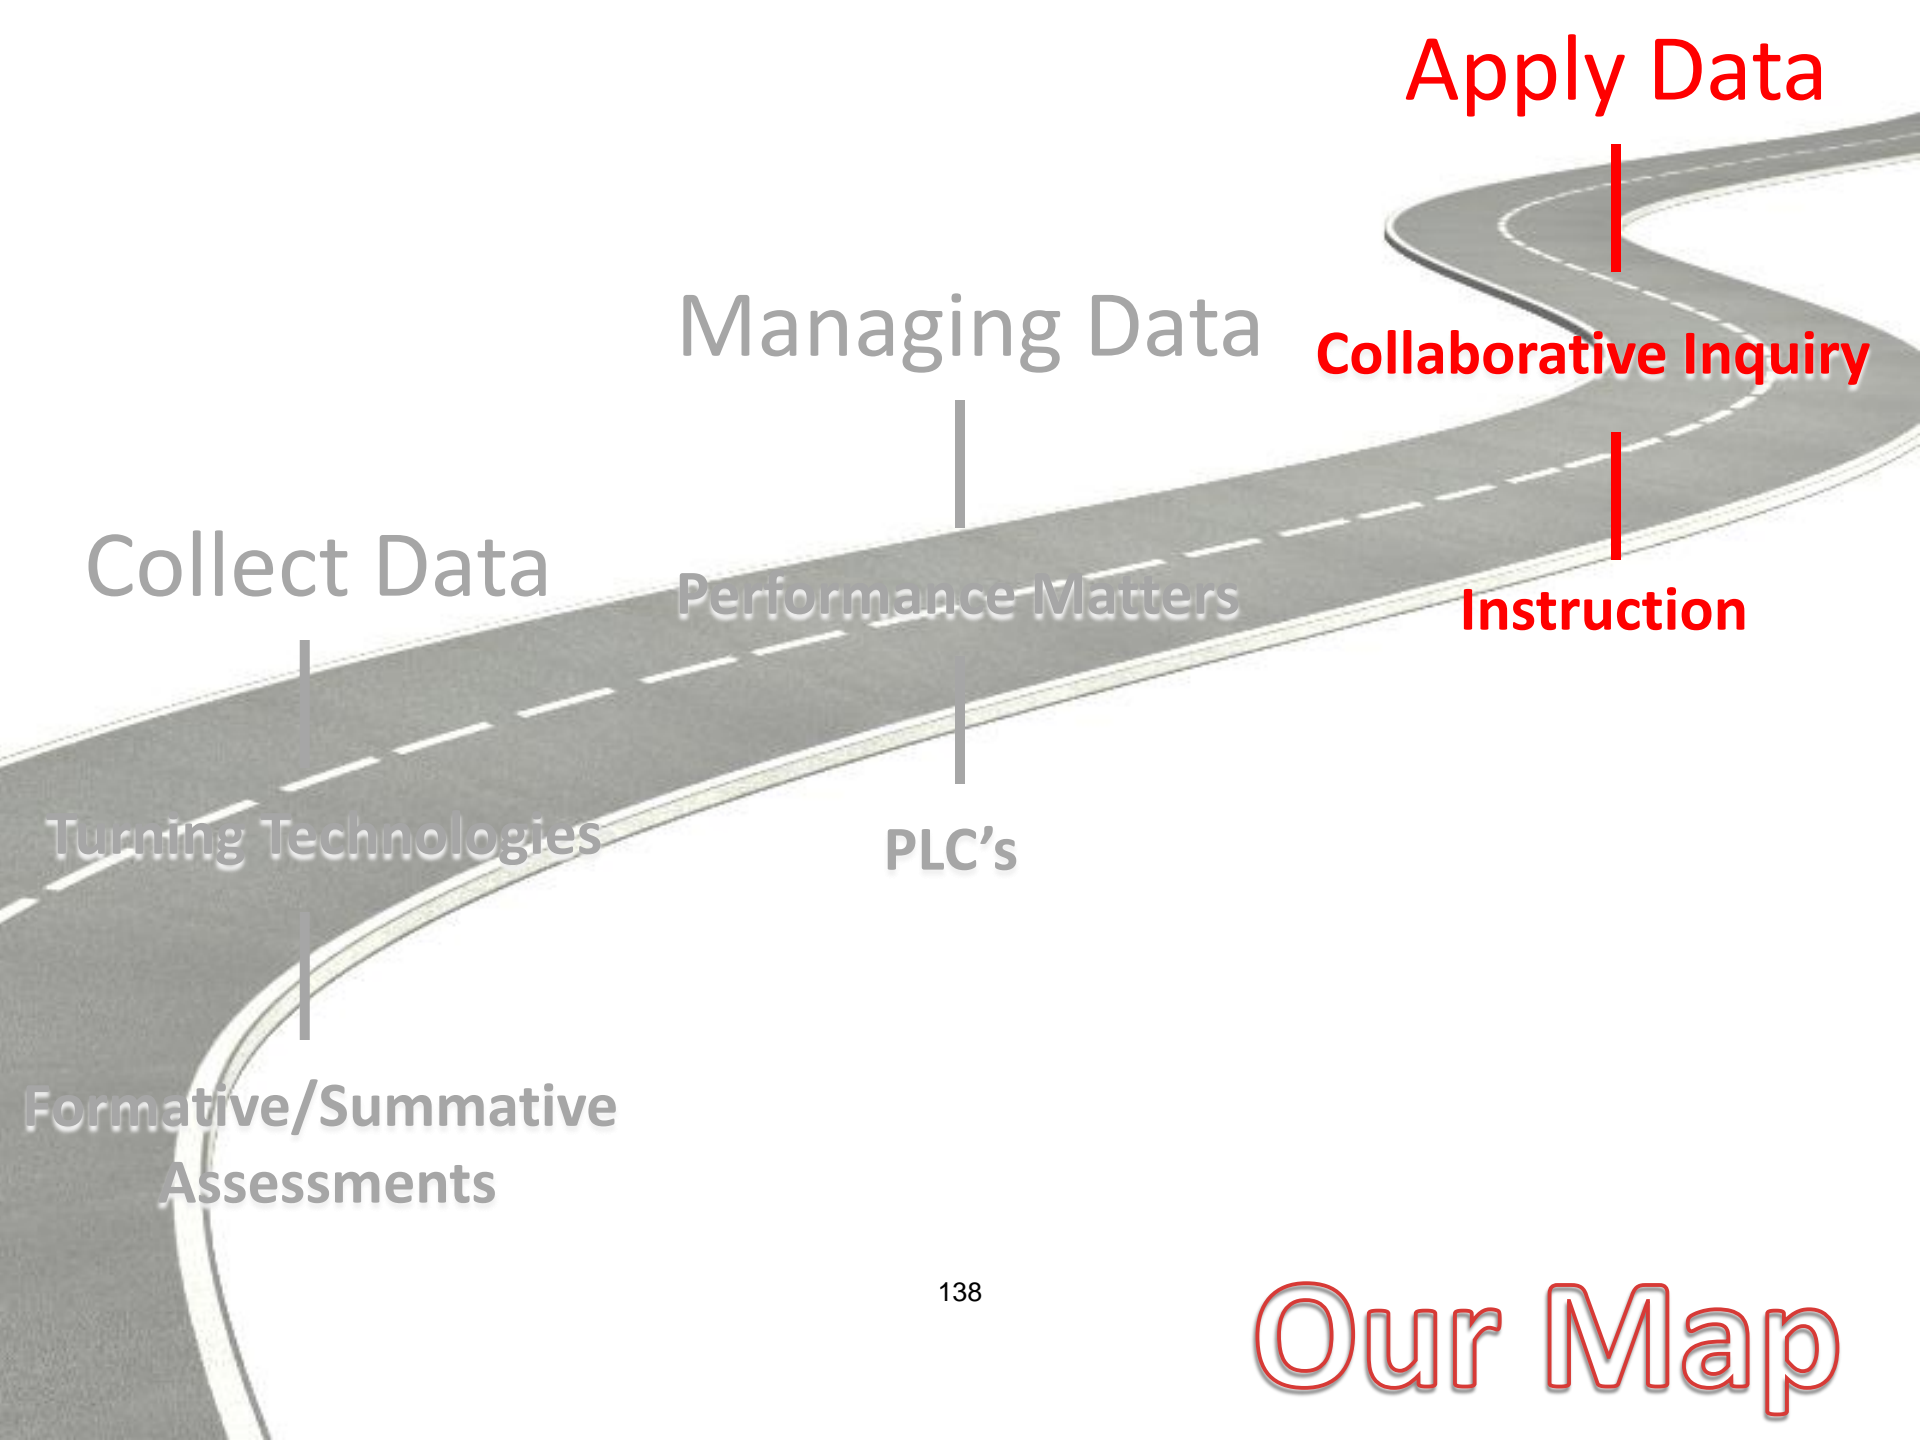 Apply Data
Collaborative Inquiry
Instruction
Managing Data
Performance Matters
PLC’s
Collect Data
Turning Technologies
Formative/Summative
Assessments
138
Our Map